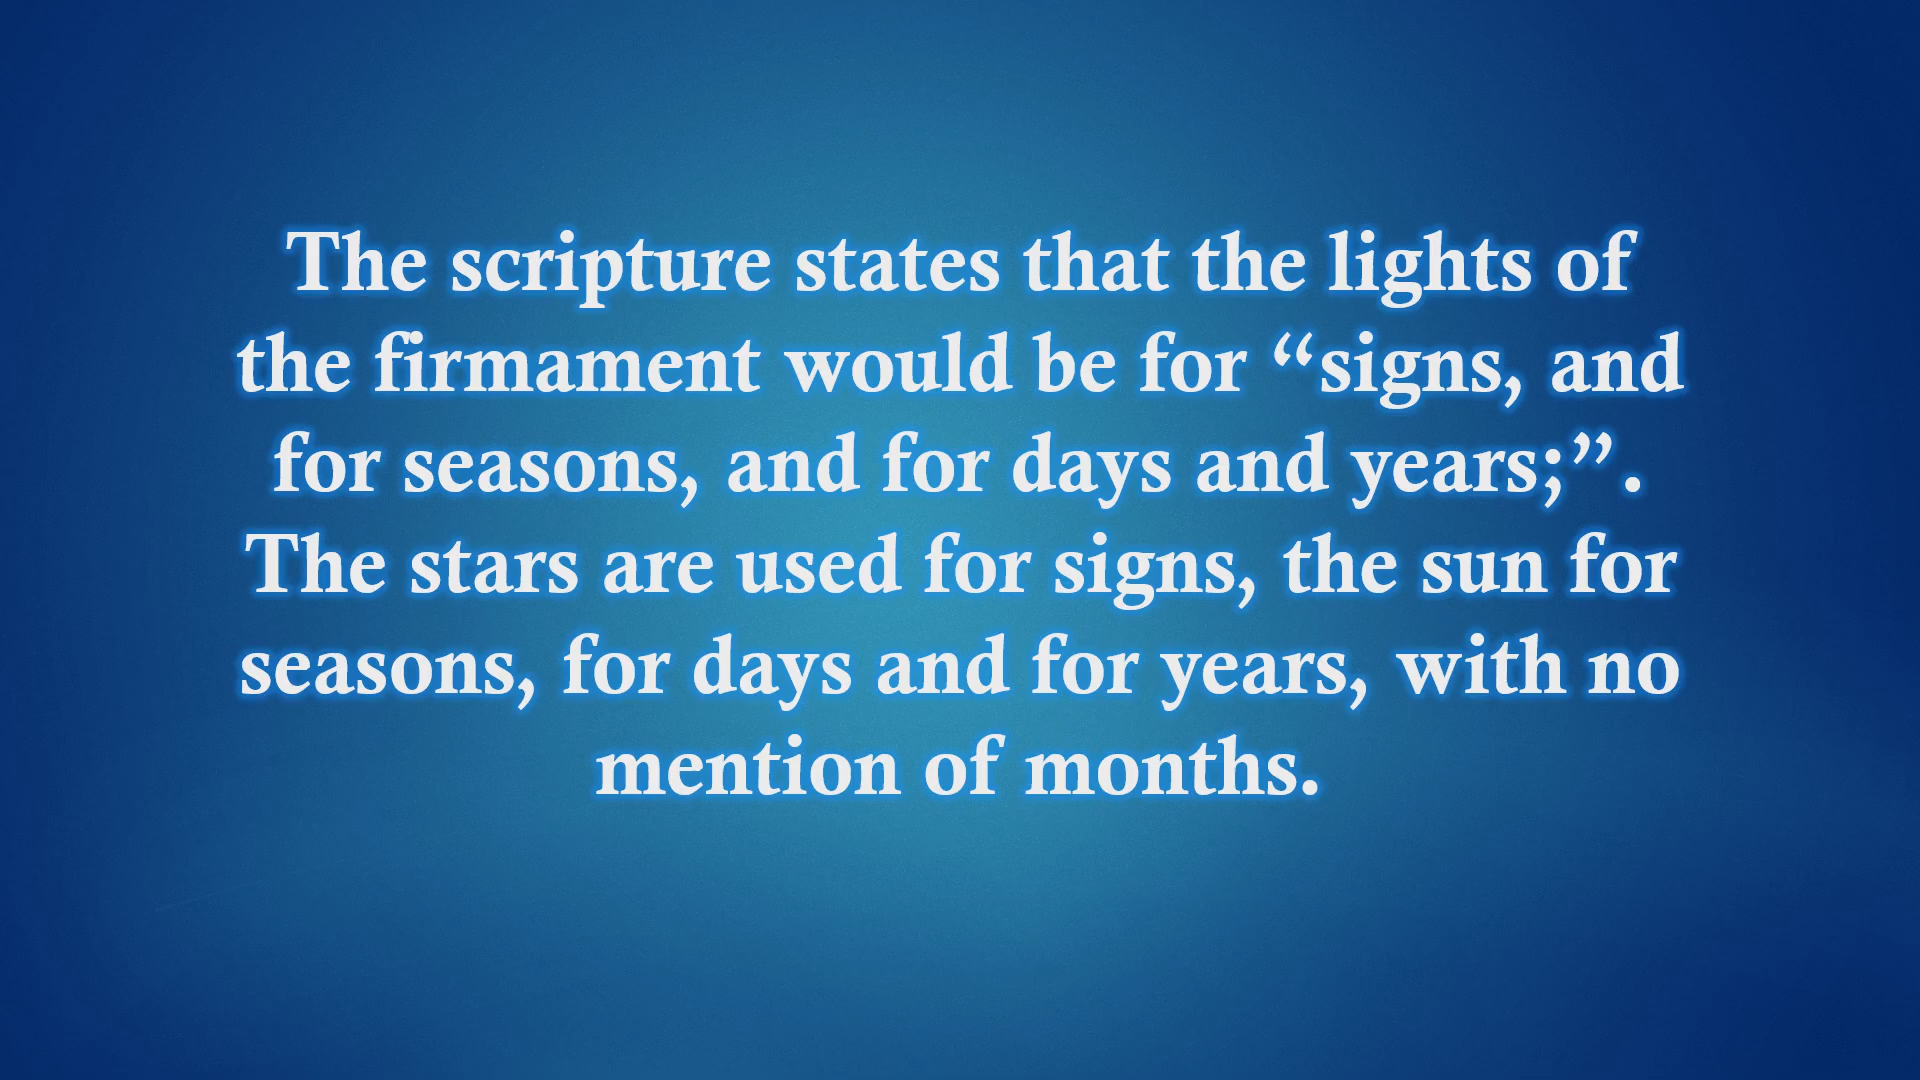 The scripture states that the lights of
the firmament would be for “signs, and
for seasons, and for days and years;”.
The stars are used for signs, the sun for
seasons, for days and for years, with no
mention of months.